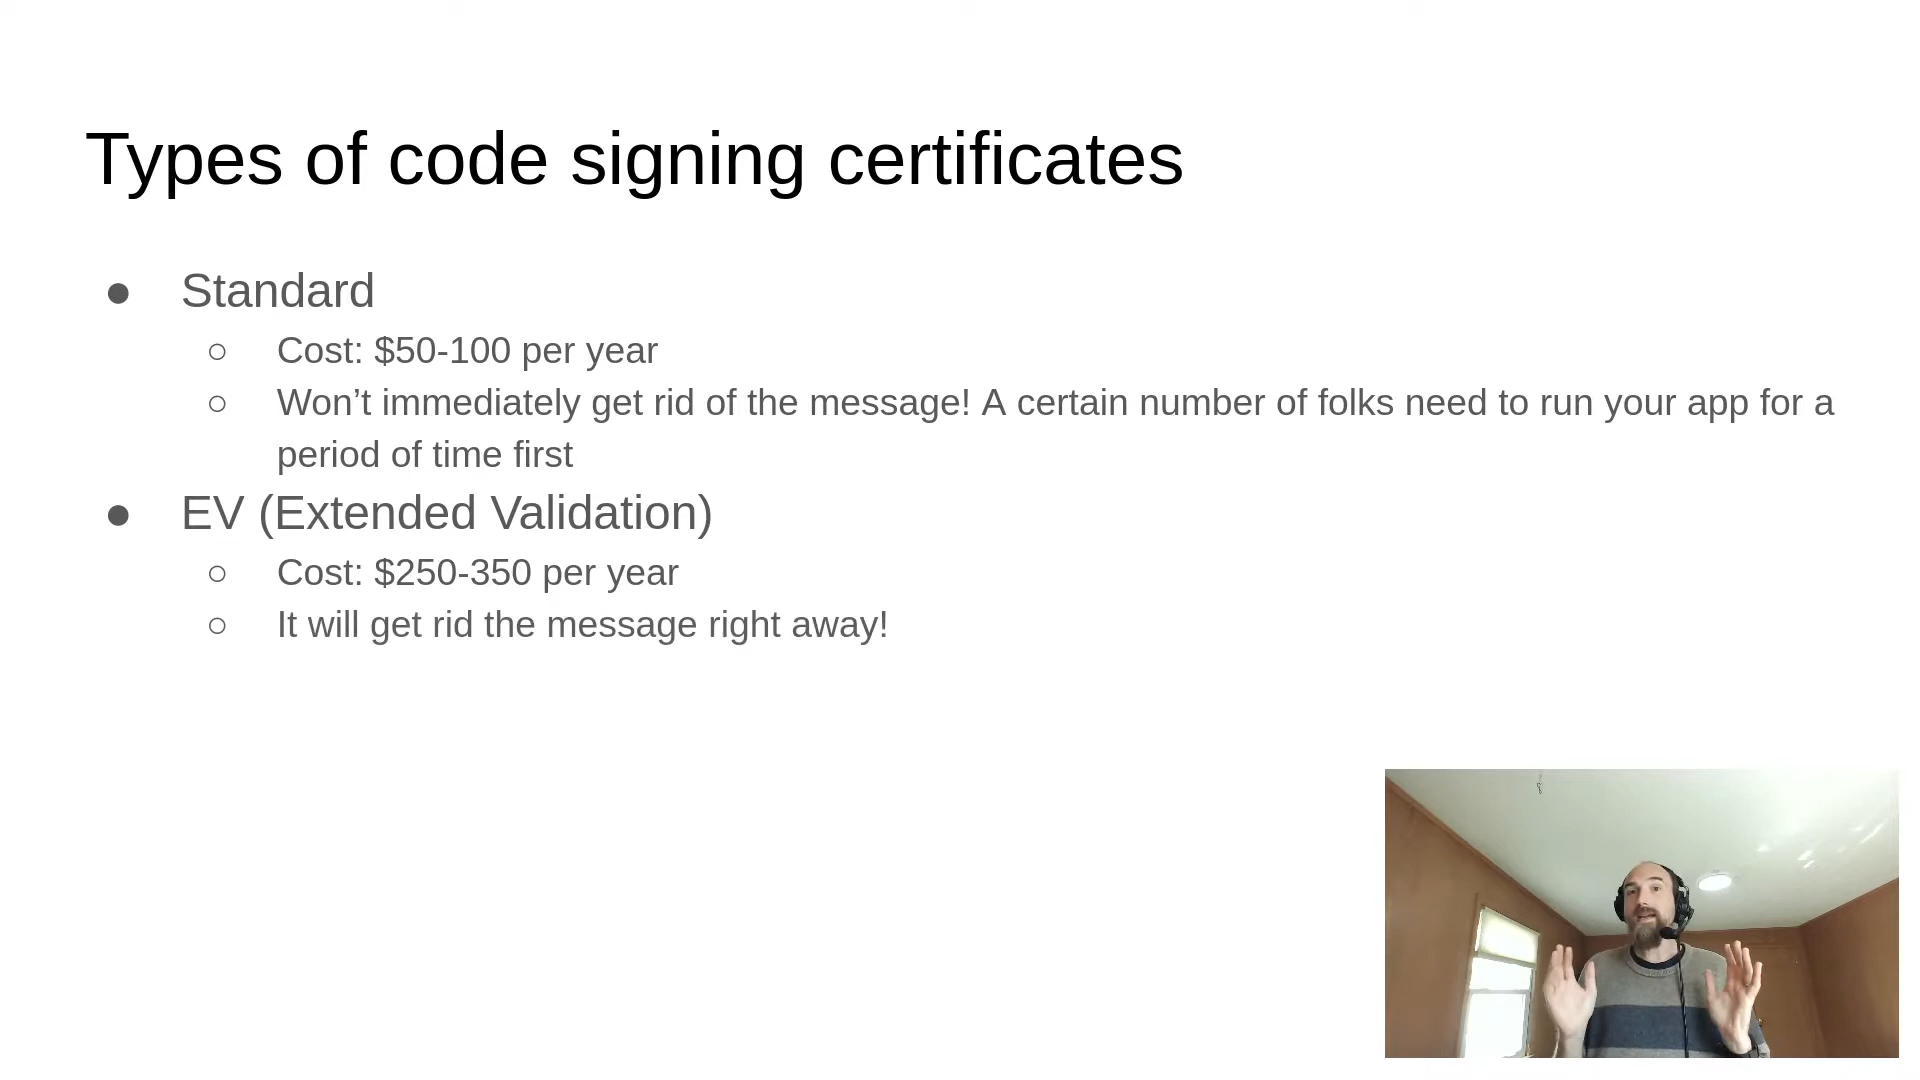 Types of code signing certificates
● Standard
○ Cost: $50-100 per year
○ Won’t immediately get rid of the message! A certain number of folks need to run your app for a
period of time first
● EV (Extended Validation)
○ Cost: $250-350 per year
○ It will get rid the message right away!